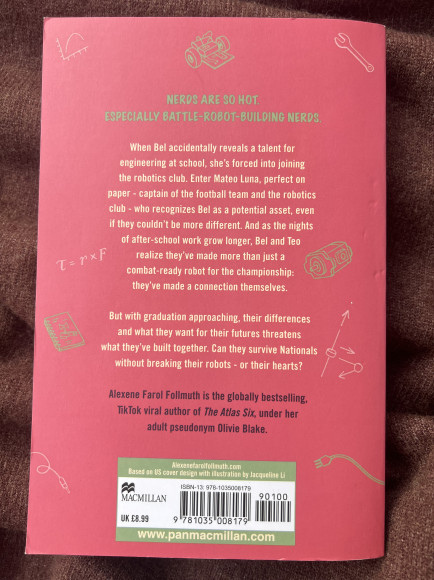 NERDS ARE SO HOT.
ESPECIALLY BATTLE-ROBOT-BUILDING NERDS.
When Bel accidentally reveals a talent for
engineering at school, she's forced into joining
the robotics club. Enter Mateo Luna, perfect on
paper - captain of the football team and the robotics
club - who recognizes Bel as a potential asset, even
if they couldn't be more different. And as the nights
of after-school work grow longer, Bel and Teo
realize they've made more than just a
combat-ready robot for the championship:
they've made a connection themselves.
τ = r × F
But with graduation approaching, their differences
and what they want for their futures threatens
what they've built together. Can they survive Nationals
without breaking their robots - or their hearts?
Alexene Farol Follmuth is the globally bestselling,
TikTok viral author of The Atlas Six, under her
adult pseudonym Olivie Blake.
Alexenefarolfollmuth.com
Based on US cover design with illustration by Jacqueline Li
MACMILLAN
UK £8.99
ISBN-13: 978-1035008179
90100
9 781035 008179
www.panmacmillan.com